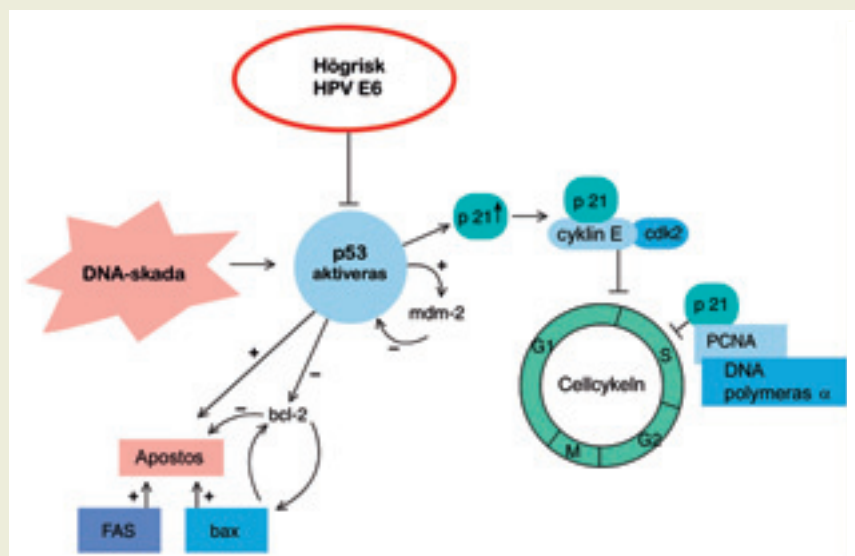 Högrisk
HPV E6
DNA-skada
p53
aktiveras
p 21
p 21
cyklin E
cdk2
+
mdm-2
−
+
−
bcl-2
−
Apostos
+
+
FAS
bax
G1
S
G2
M
Cellcykeln
p 21
PCNA
DNA
polymeras α